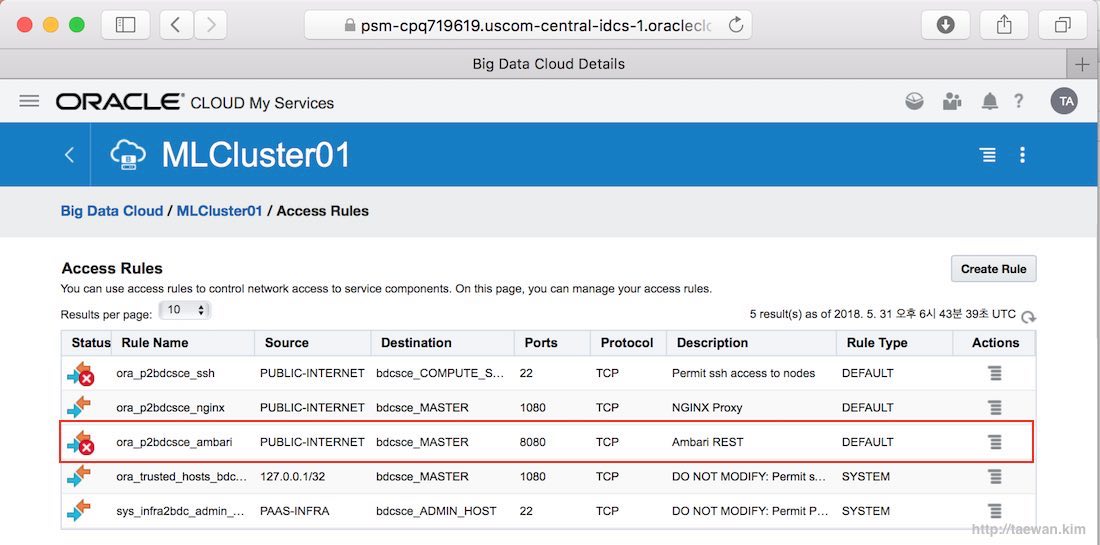 psm-cpq719619.uscom-central-idcs-1.oraclecl
Big Data Cloud Details
ORACLE® CLOUD My Services
TA
MLCluster01
Big Data Cloud / MLCluster01 / Access Rules
Access Rules
Create Rule
You can use access rules to control network access to service components. On this page, you can manage your access rules.
Results per page: 10
5 result(s) as of 2018. 5. 31 오후 6시 43분 39초 UTC
Status Rule Name Source Destination Ports Protocol Description Rule Type Actions
ora_p2bdcsce_ssh PUBLIC-INTERNET bdcsce_COMPUTE_S... 22 TCP Permit ssh access to nodes DEFAULT
ora_p2bdcsce_nginx PUBLIC-INTERNET bdcsce_MASTER 1080 TCP NGINX Proxy DEFAULT
ora_p2bdcsce_ambari PUBLIC-INTERNET bdcsce_MASTER 8080 TCP Ambari REST DEFAULT
ora_trusted_hosts_bdc... 127.0.0.1/32 bdcsce_MASTER 1080 TCP DO NOT MODIFY: Permit s... SYSTEM
sys_infra2bdc_admin_... PAAS-INFRA bdcsce_ADMIN_HOST 22 TCP DO NOT MODIFY: Permit P... SYSTEM
http://taewan.kim